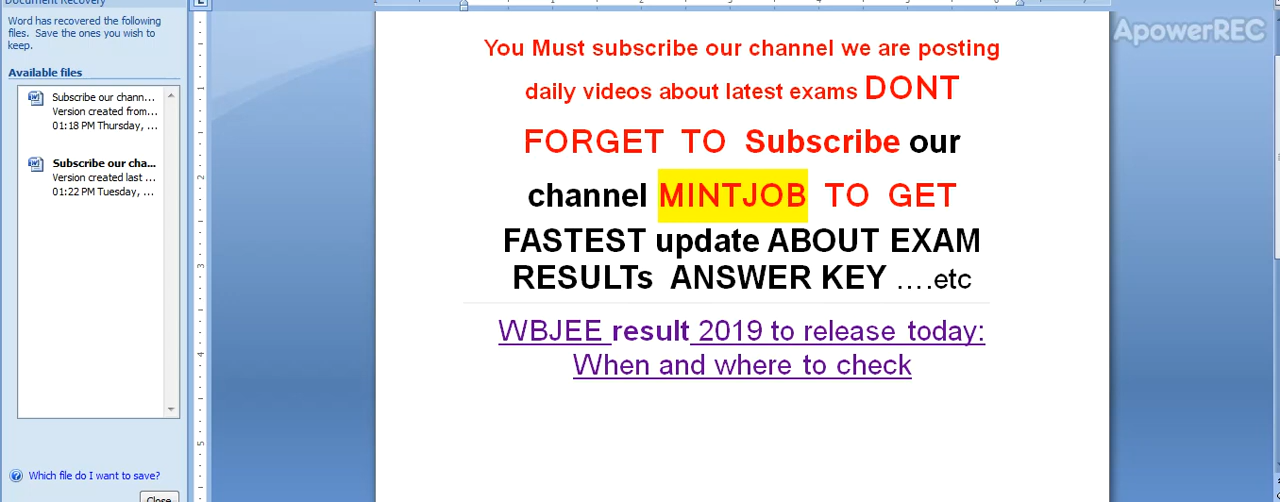 Document Recovery
Word has recovered the following
files. Save the ones you wish to
keep.
Available files
Subscribe our chann...
Version created from...
01:18 PM Thursday, ...
Subscribe our cha...
Version created last ...
01:22 PM Tuesday, ...
Which file do I want to save?
Close
ApowerREC
You Must subscribe our channel we are posting
daily videos about latest exams DONT
FORGET TO Subscribe our
channel MINTJOB TO GET
FASTEST update ABOUT EXAM
RESULTs ANSWER KEY ....etc
WBJEE result 2019 to release today:
When and where to check